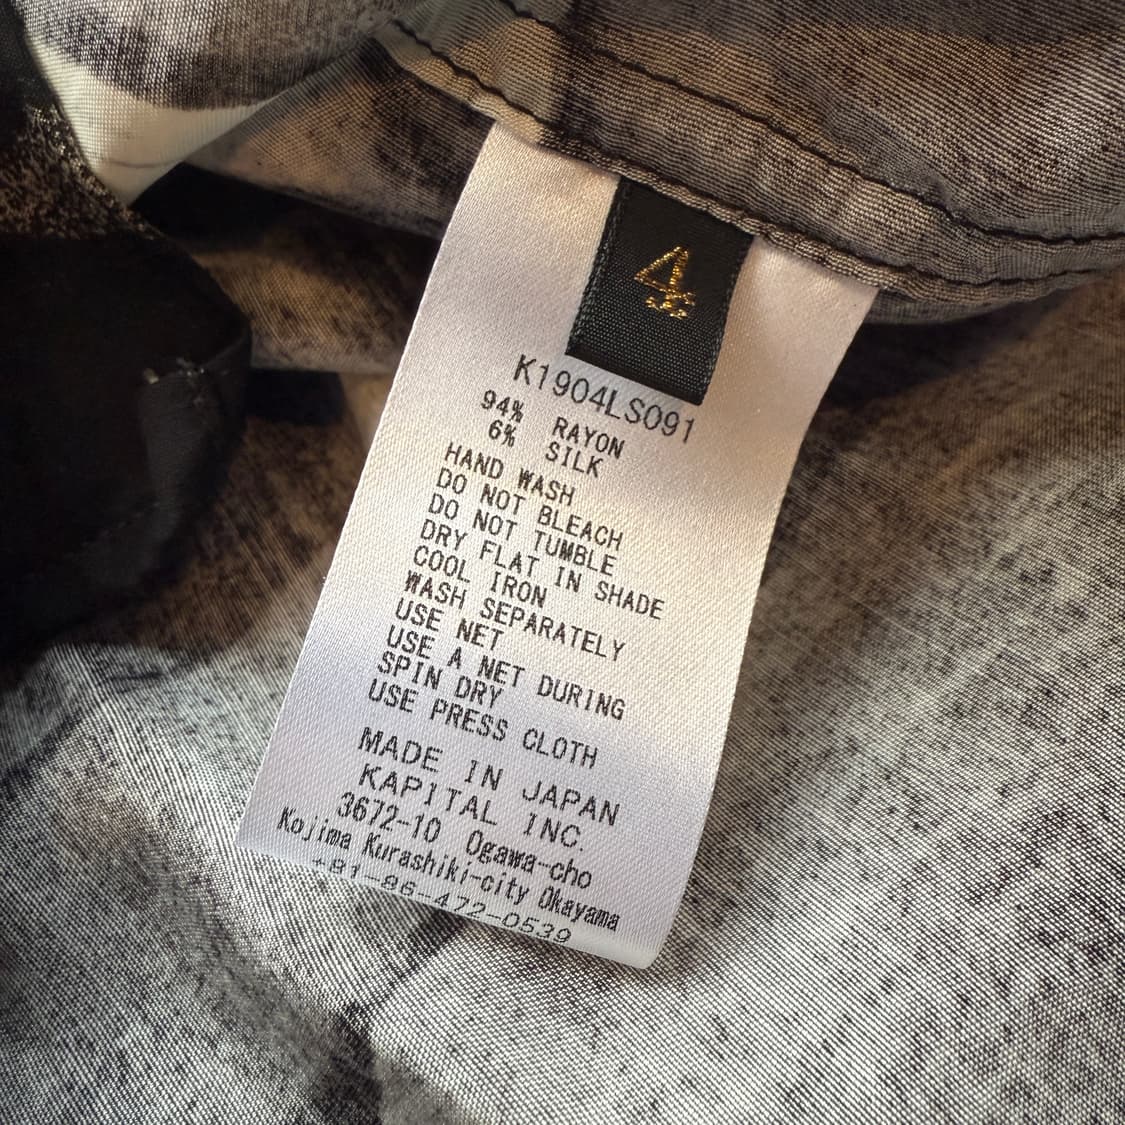 4
K1904LS091
94% RAYON
6% SILK
HAND WASH
DO NOT BLEACH
DO NOT TUMBLE
DRY FLAT IN SHADE
COOL IRON
WASH SEPARATELY
USE NET
USE A NET DURING
SPIN DRY
USE PRESS CLOTH
MADE IN JAPAN
KAPITAL INC.
3672-10 Ogawa-cho
Kojima Kurashiki-city Okayama
+81-86-472-0539